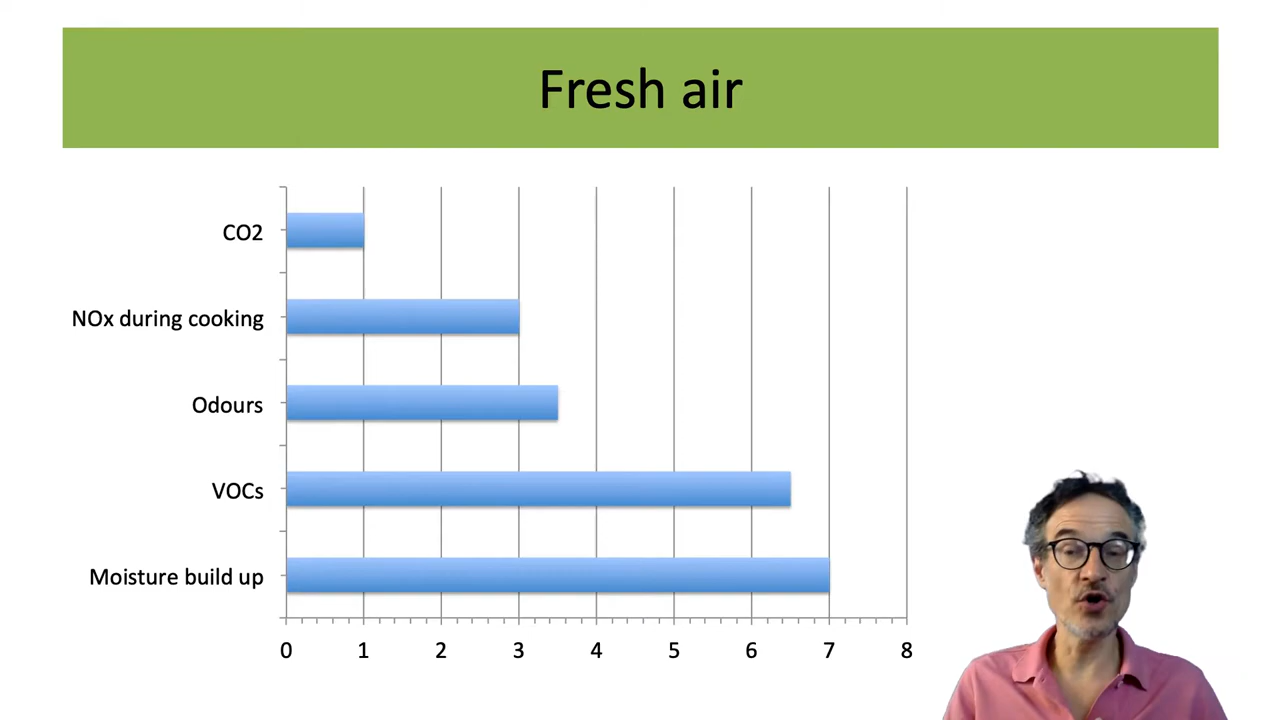 Fresh air
CO2
NOx during cooking
Odours
VOCs
Moisture build up
0 1 2 3 4 5 6 7 8